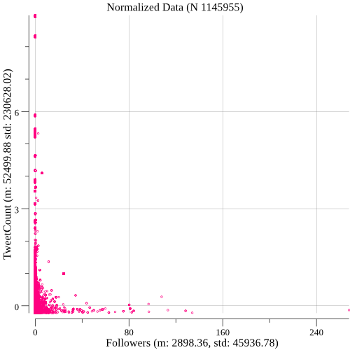 Normalized Data (N 1145955)
TweetCount (m: 52499.88 std: 230628.02)
6
3
0
0
80
160
240
Followers (m: 2898.36, std: 45936.78)